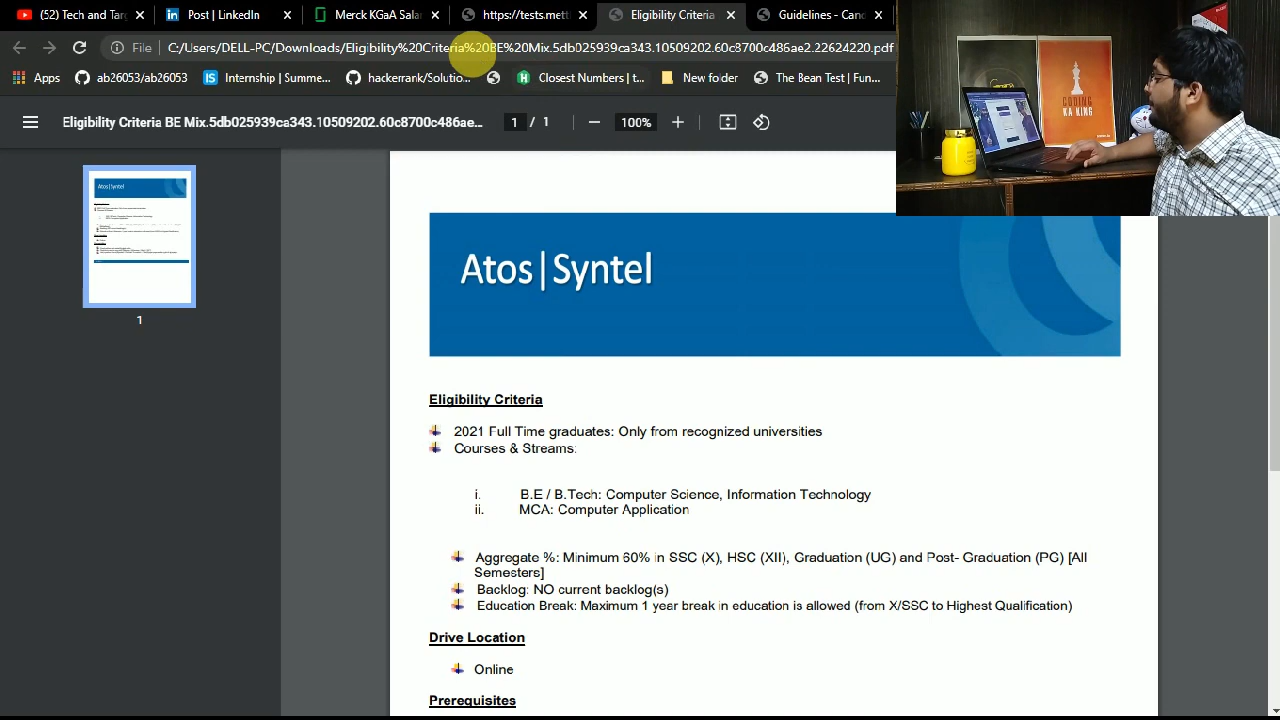 (52) Tech and Tar
Post | LinkedIn
Merck KGaA Sala
https://tests.mett
Eligibility Criteria
Guidelines - Canc
File
C:/Users/DELL-PC/Downloads/Eligibility%20Criteria%20BE%20Mix.5db025939ca343.10509202.60c8700c486ae2.22624220.pdf
Apps
ab26053/ab26053
Internship | Summe...
hackerrank/Solutio...
Closest Numbers | t...
New folder
The Bean Test | Fun...
Eligibility Criteria BE Mix.5db025939ca343.10509202.60c8700c486ae...
1 / 1
100%
CODING
KA KING
Atos|Syntel
1
Atos|Syntel
Eligibility Criteria
2021 Full Time graduates: Only from recognized universities
Courses & Streams:
i. B.E / B.Tech: Computer Science, Information Technology
ii. MCA: Computer Application
Aggregate %: Minimum 60% in SSC (X), HSC (XII), Graduation (UG) and Post- Graduation (PG) [All
Semesters]
Backlog: NO current backlog(s)
Education Break: Maximum 1 year break in education is allowed (from X/SSC to Highest Qualification)
Drive Location
Online
Prerequisites